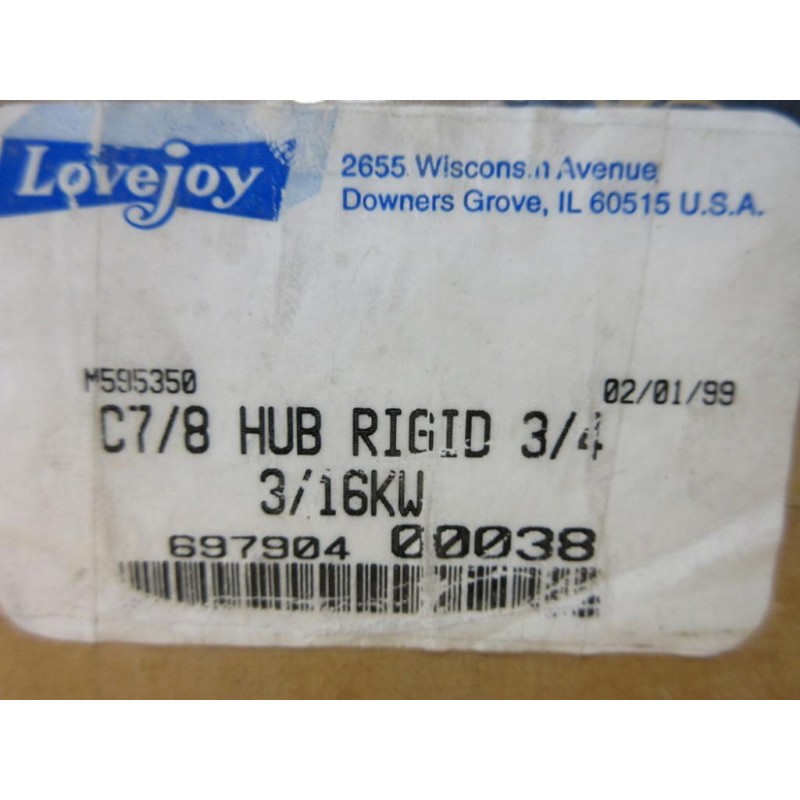 Lovejoy
2655 Wisconsin Avenue
Downers Grove, IL 60515 U.S.A.
M595350
02/01/99
C7/8 HUB RIGID 3/4
3/16KW
697904 00038